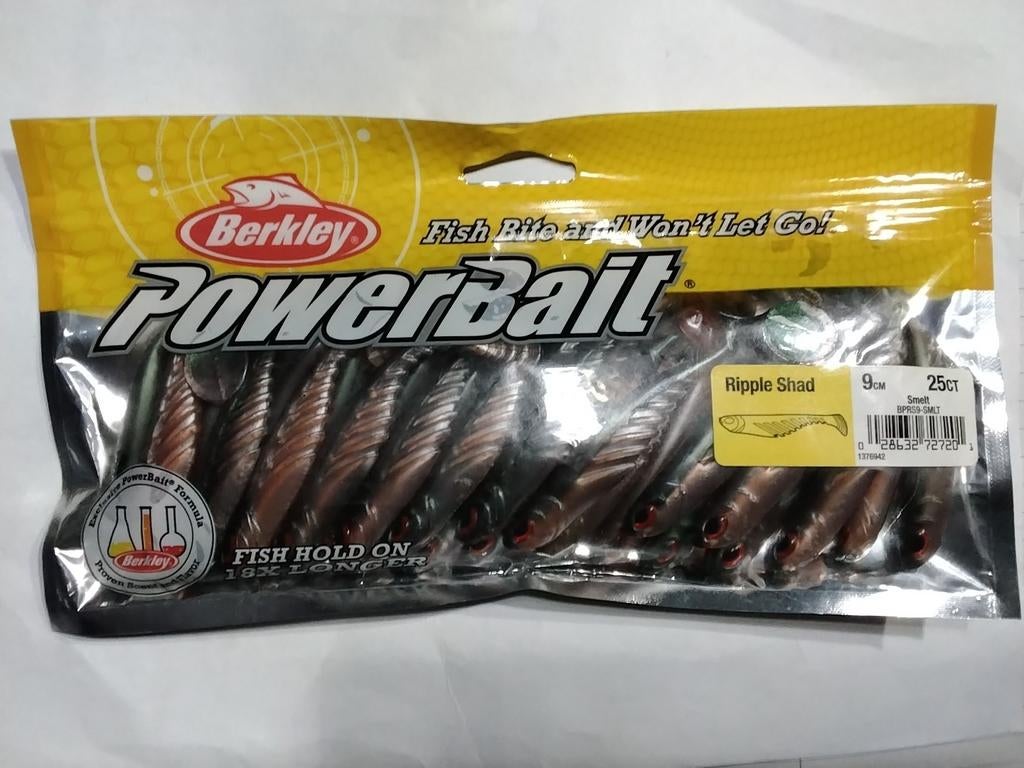 Berkley®
Fish Bite and Won't Let Go!
PowerBait®
Ripple Shad
9CM 25CT
Smelt
BPRS9-SMLT
0 28632 72720
1376942
Exclusive PowerBait® Formula
Berkley
Proven Scent and Flavor
FISH HOLD ON
18X LONGER